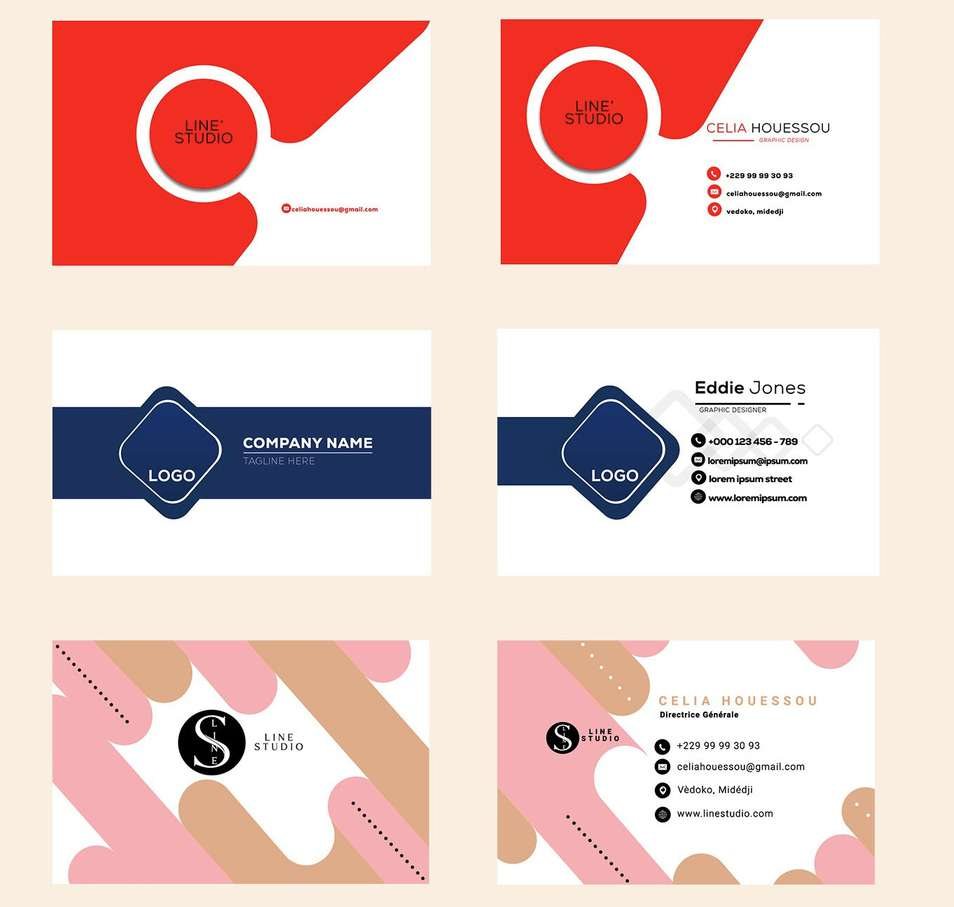 LINE'
STUDIO
celiahouessou@gmail.com
LINE'
STUDIO
CELIA HOUESSOU
GRAPHIC DESIGN
+229 99 99 30 93
celiahouessou@gmail.com
vedoko, midedji
LOGO
COMPANY NAME
TAGLINE HERE
LOGO
Eddie Jones
GRAPHIC DESIGNER
+000 123 456 - 789
loremipsum@ipsum.com
lorem ipsum street
www.loremipsum.com
S LINE
LINE
STUDIO
S LINE
LINE
STUDIO
CELIA HOUESSOU
Directrice Générale
+229 99 99 30 93
celiahouessou@gmail.com
Vèdoko, Midédji
www.linestudio.com